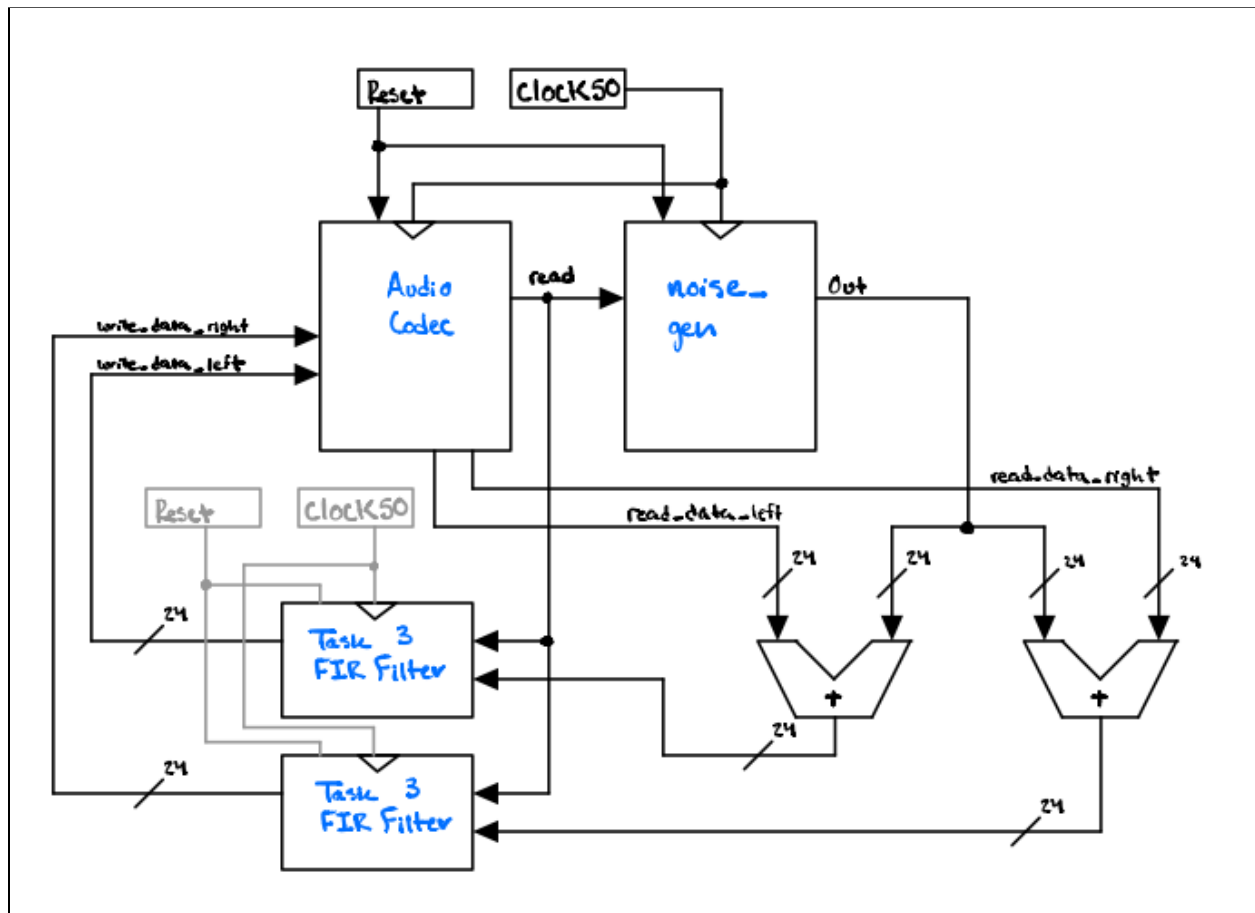 Reset
Clock50
Audio
Codec
read
noise_
gen
Out
write_data_right
write_data_left
read_data_right
read_data_left
Reset
Clock50
24
24
24
24
24
Task 3
FIR Filter
+
+
24
24
Task 3
FIR Filter
24